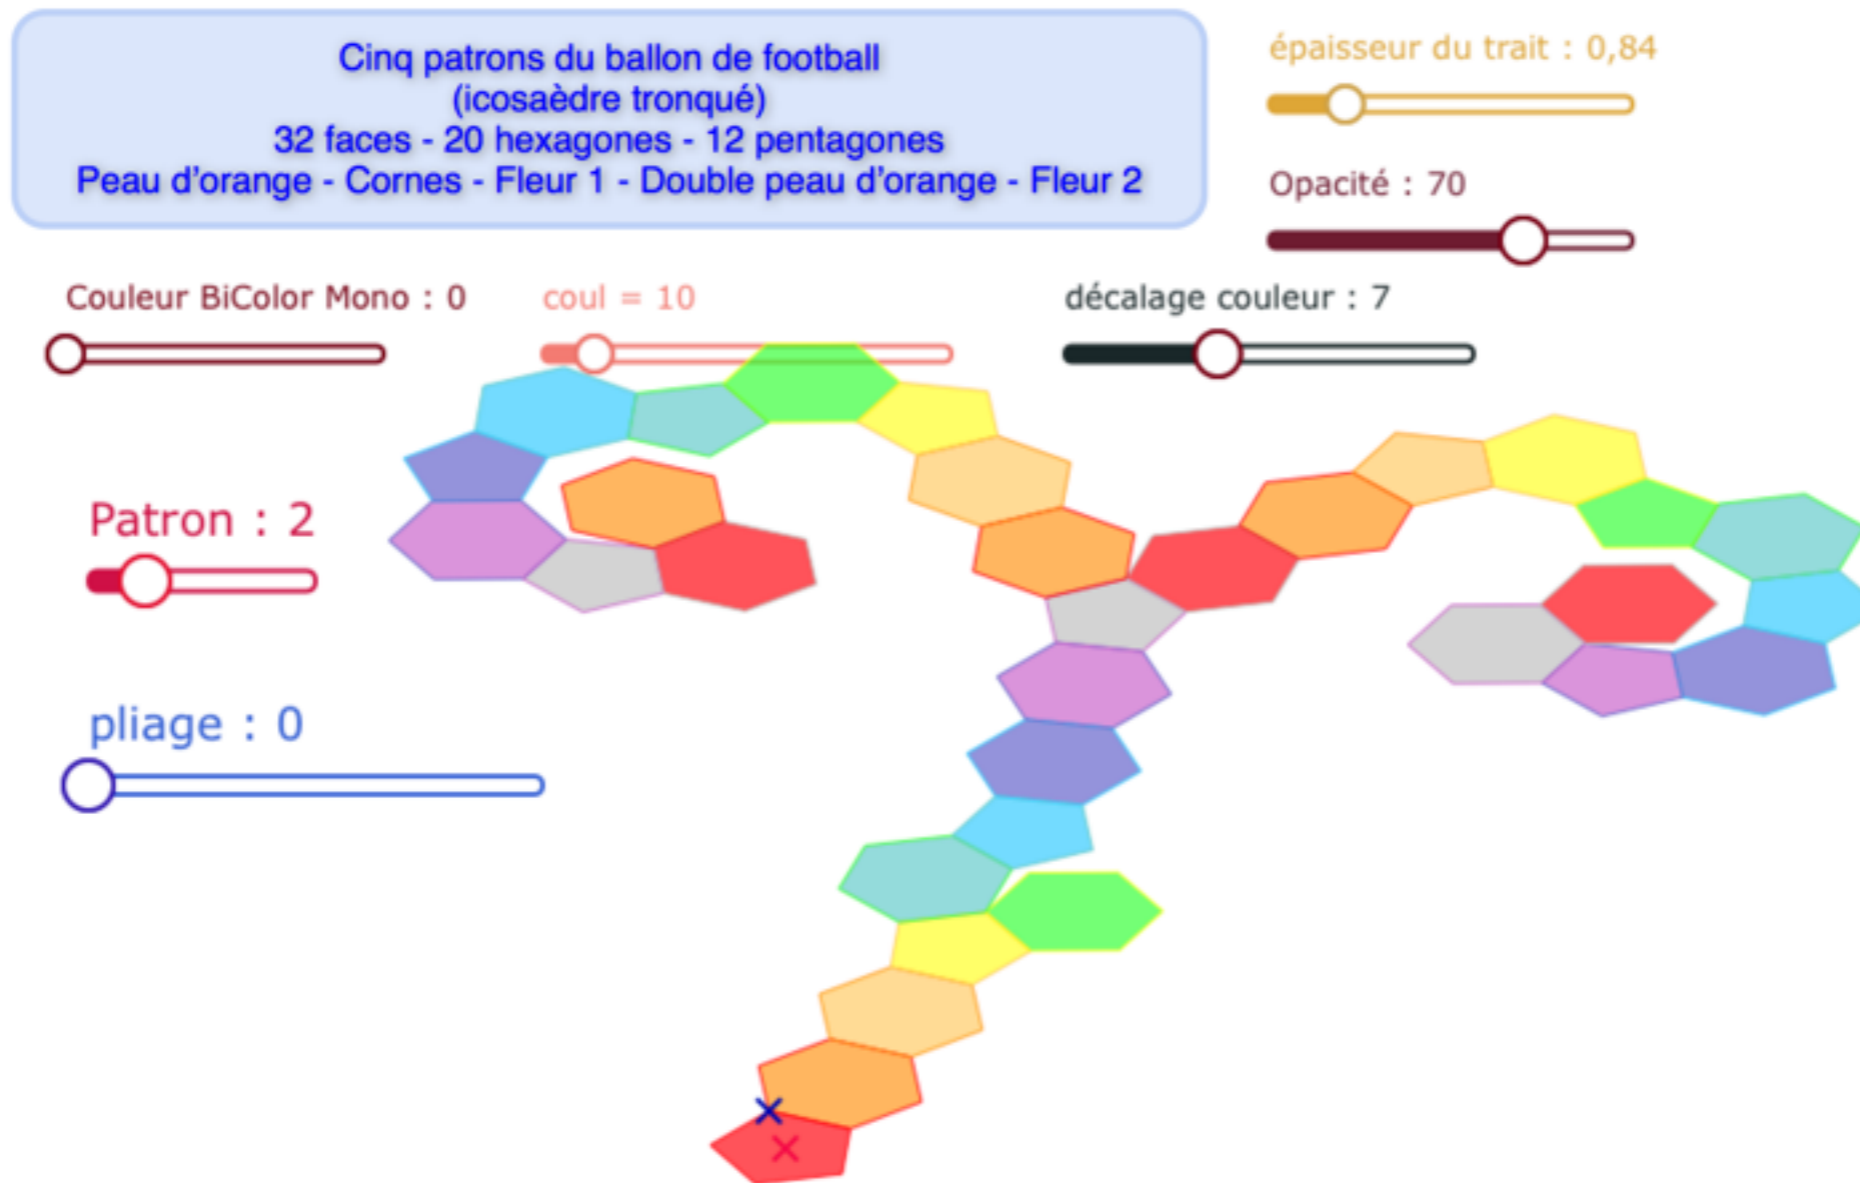 Cinq patrons du ballon de football
(icosaèdre tronqué)
32 faces - 20 hexagones - 12 pentagones
Peau d’orange - Cornes - Fleur 1 - Double peau d’orange - Fleur 2
épaisseur du trait : 0,84
Opacité : 70
Couleur BiColor Mono : 0
coul = 10
décalage couleur : 7
Patron : 2
pliage : 0